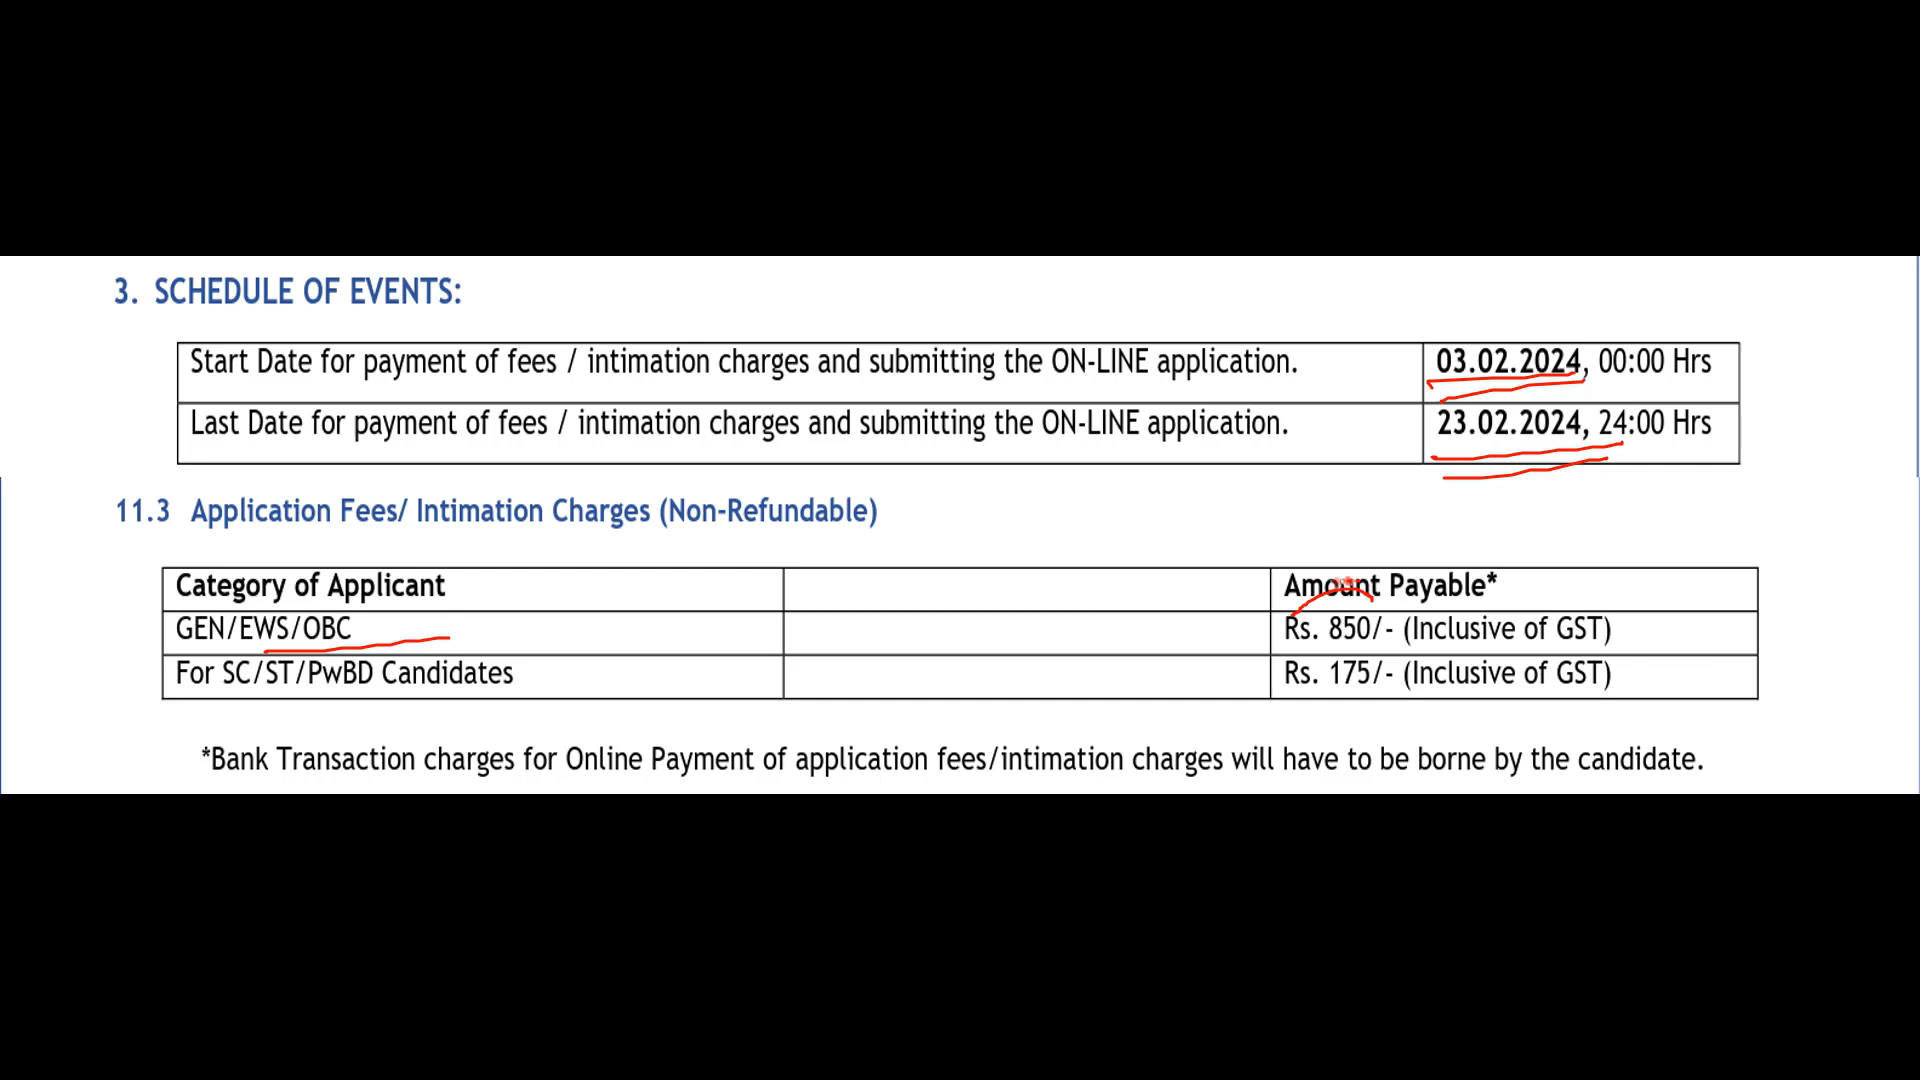 3. SCHEDULE OF EVENTS:
Start Date for payment of fees / intimation charges and submitting the ON-LINE application. 03.02.2024, 00:00 Hrs
Last Date for payment of fees / intimation charges and submitting the ON-LINE application. 23.02.2024, 24:00 Hrs
11.3 Application Fees/ Intimation Charges (Non-Refundable)
Category of Applicant Amount Payable*
GEN/EWS/OBC Rs. 850/- (Inclusive of GST)
For SC/ST/PwBD Candidates Rs. 175/- (Inclusive of GST)
*Bank Transaction charges for Online Payment of application fees/intimation charges will have to be borne by the candidate.